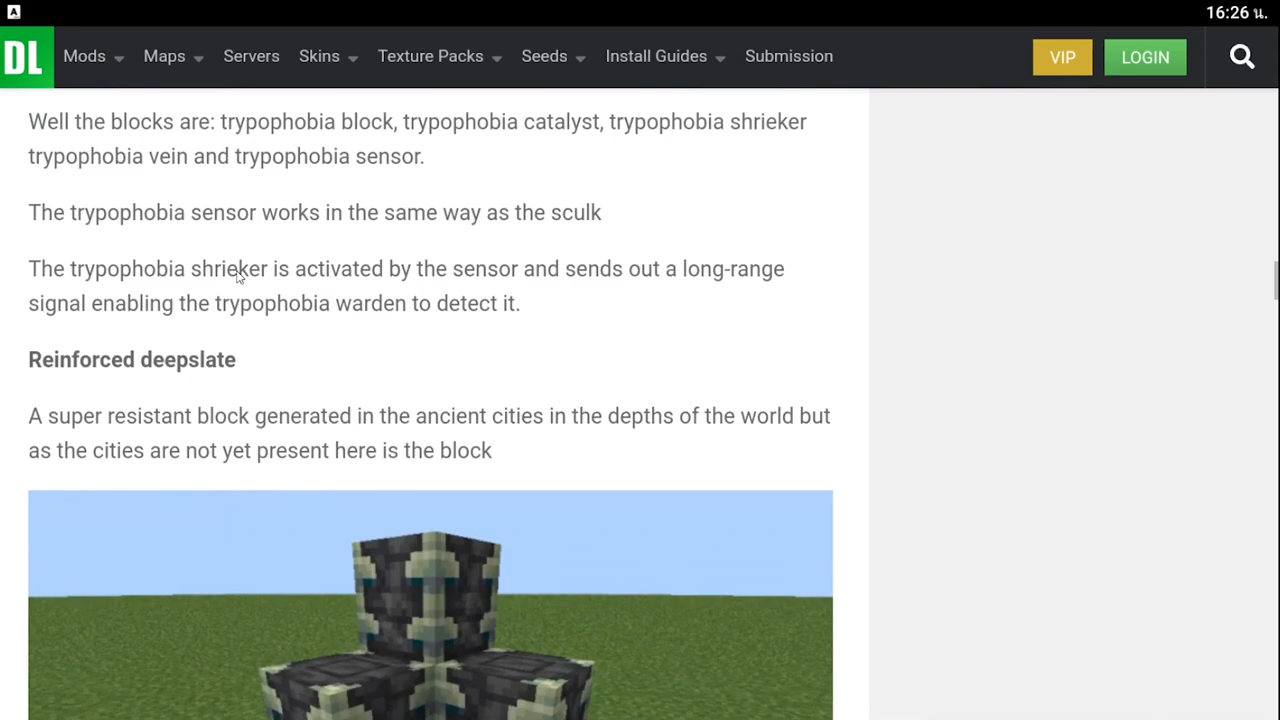 A
16:26 น.
DL Mods Maps Servers Skins Texture Packs Seeds Install Guides Submission VIP LOGIN
Well the blocks are: trypophobia block, trypophobia catalyst, trypophobia shrieker
trypophobia vein and trypophobia sensor.
The trypophobia sensor works in the same way as the sculk
The trypophobia shrieker is activated by the sensor and sends out a long-range
signal enabling the trypophobia warden to detect it.
Reinforced deepslate
A super resistant block generated in the ancient cities in the depths of the world but
as the cities are not yet present here is the block